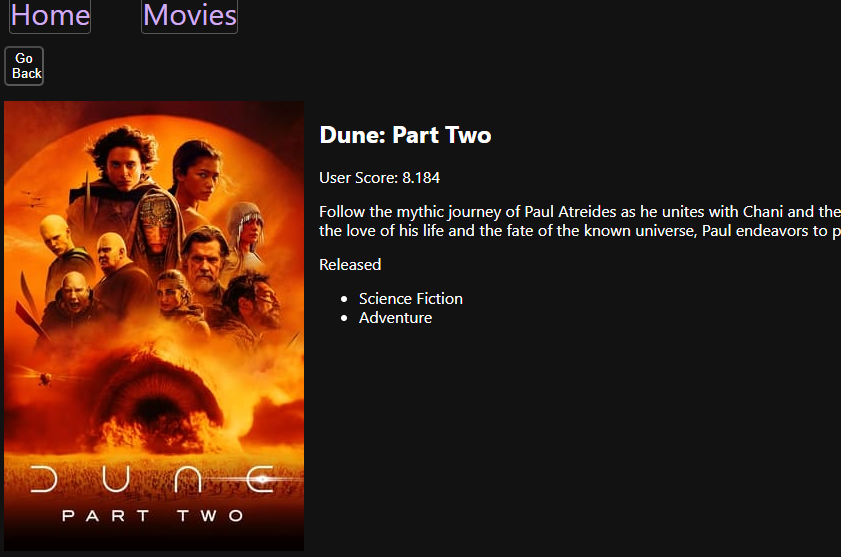 Home Movies
Go
Back
Dune: Part Two
User Score: 8.184
Follow the mythic journey of Paul Atreides as he unites with Chani and the
the love of his life and the fate of the known universe, Paul endeavors to p
Released
Science Fiction
Adventure
DUNE
PART TWO